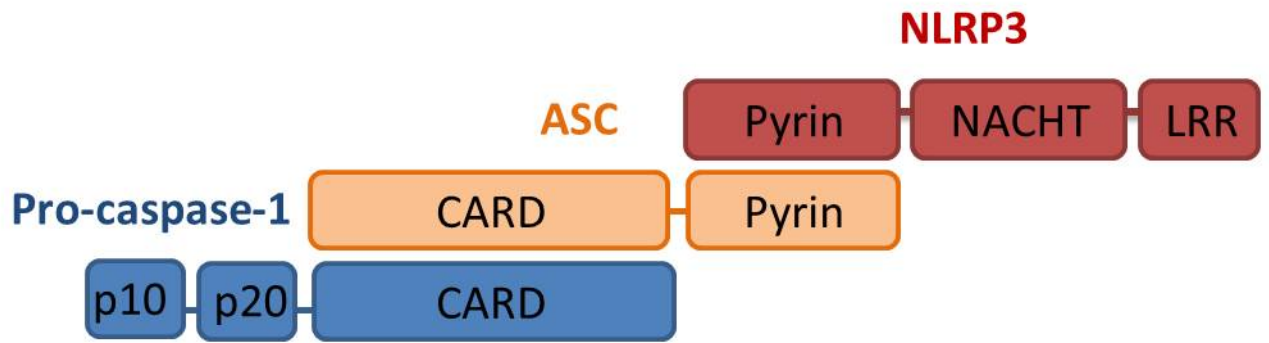 NLRP3
ASC Pyrin NACHT LRR
Pro-caspase-1 CARD Pyrin
p10 p20 CARD